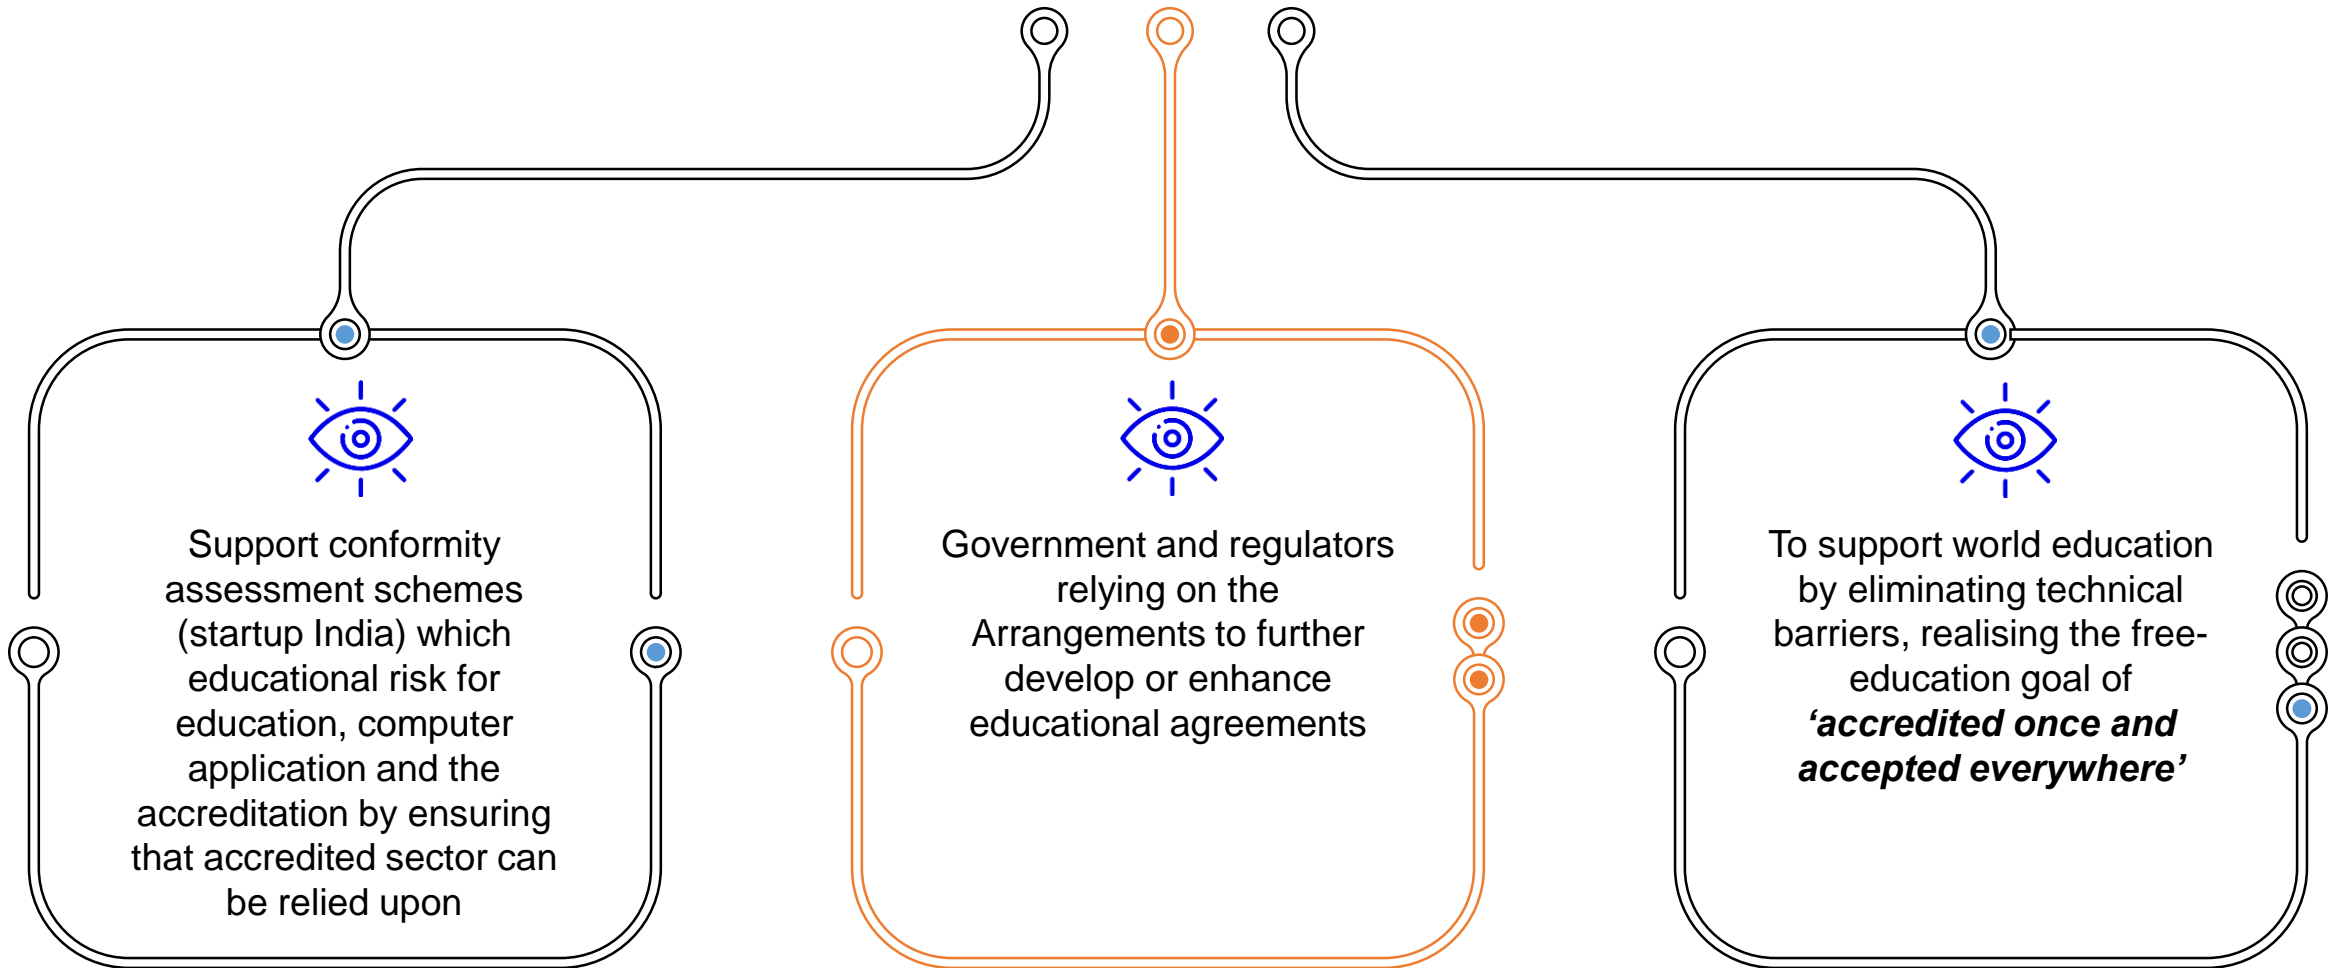 Support conformity
assessment schemes
(startup India) which
educational risk for
education, computer
application and the
accreditation by ensuring
that accredited sector can
be relied upon
Government and regulators
relying on the
Arrangements to further
develop or enhance
educational agreements
To support world education
by eliminating technical
barriers, realising the free-
education goal of
‘accredited once and
accepted everywhere’